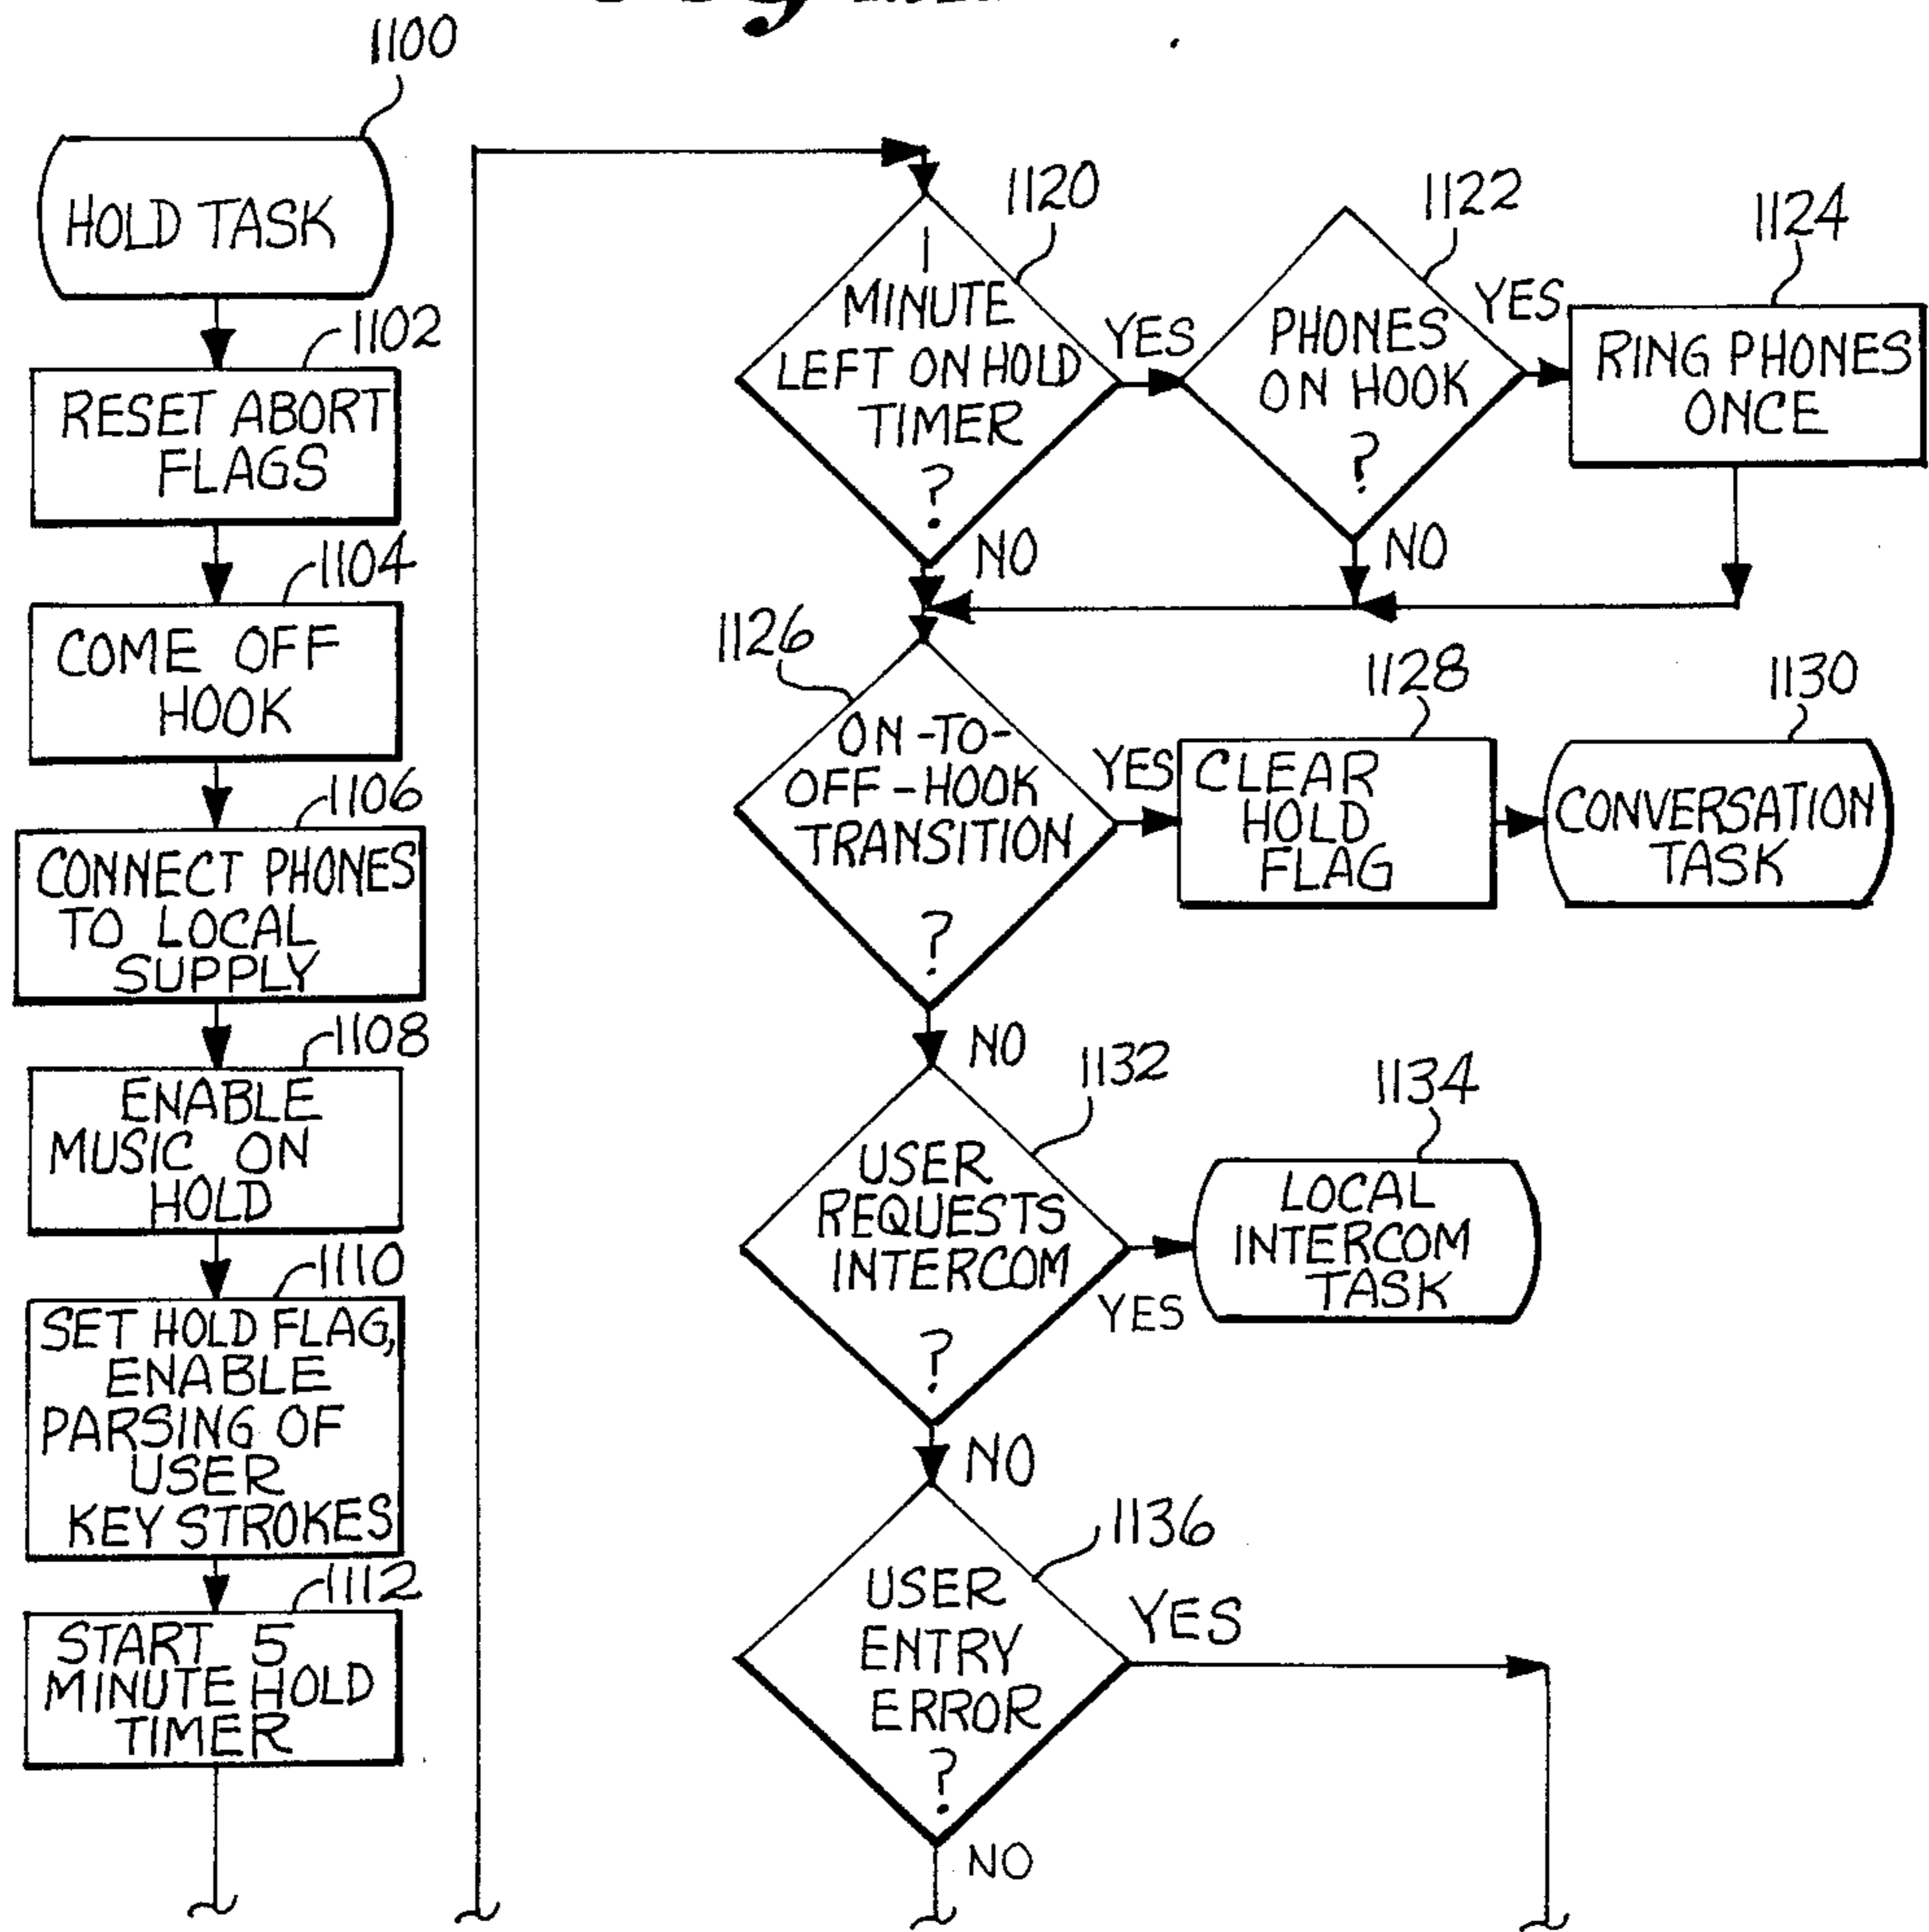 1100
HOLD TASK
1102
RESET ABORT
FLAGS
1104
COME OFF
HOOK
1106
CONNECT PHONES
TO LOCAL
SUPPLY
1108
ENABLE
MUSIC ON
HOLD
1110
SET HOLD FLAG,
ENABLE
PARSING OF
USER
KEY STROKES
1112
START 5
MINUTE HOLD
TIMER
1120
1
MINUTE
LEFT ON HOLD
TIMER
?
YES
NO
1122
PHONES
ON HOOK
?
YES
NO
1124
RING PHONES
ONCE
1126
ON-TO-
OFF-HOOK
TRANSITION
?
YES
NO
1128
CLEAR
HOLD
FLAG
1130
CONVERSATION
TASK
1132
USER
REQUESTS
INTERCOM
?
YES
NO
1134
LOCAL
INTERCOM
TASK
1136
USER
ENTRY
ERROR
?
YES
NO